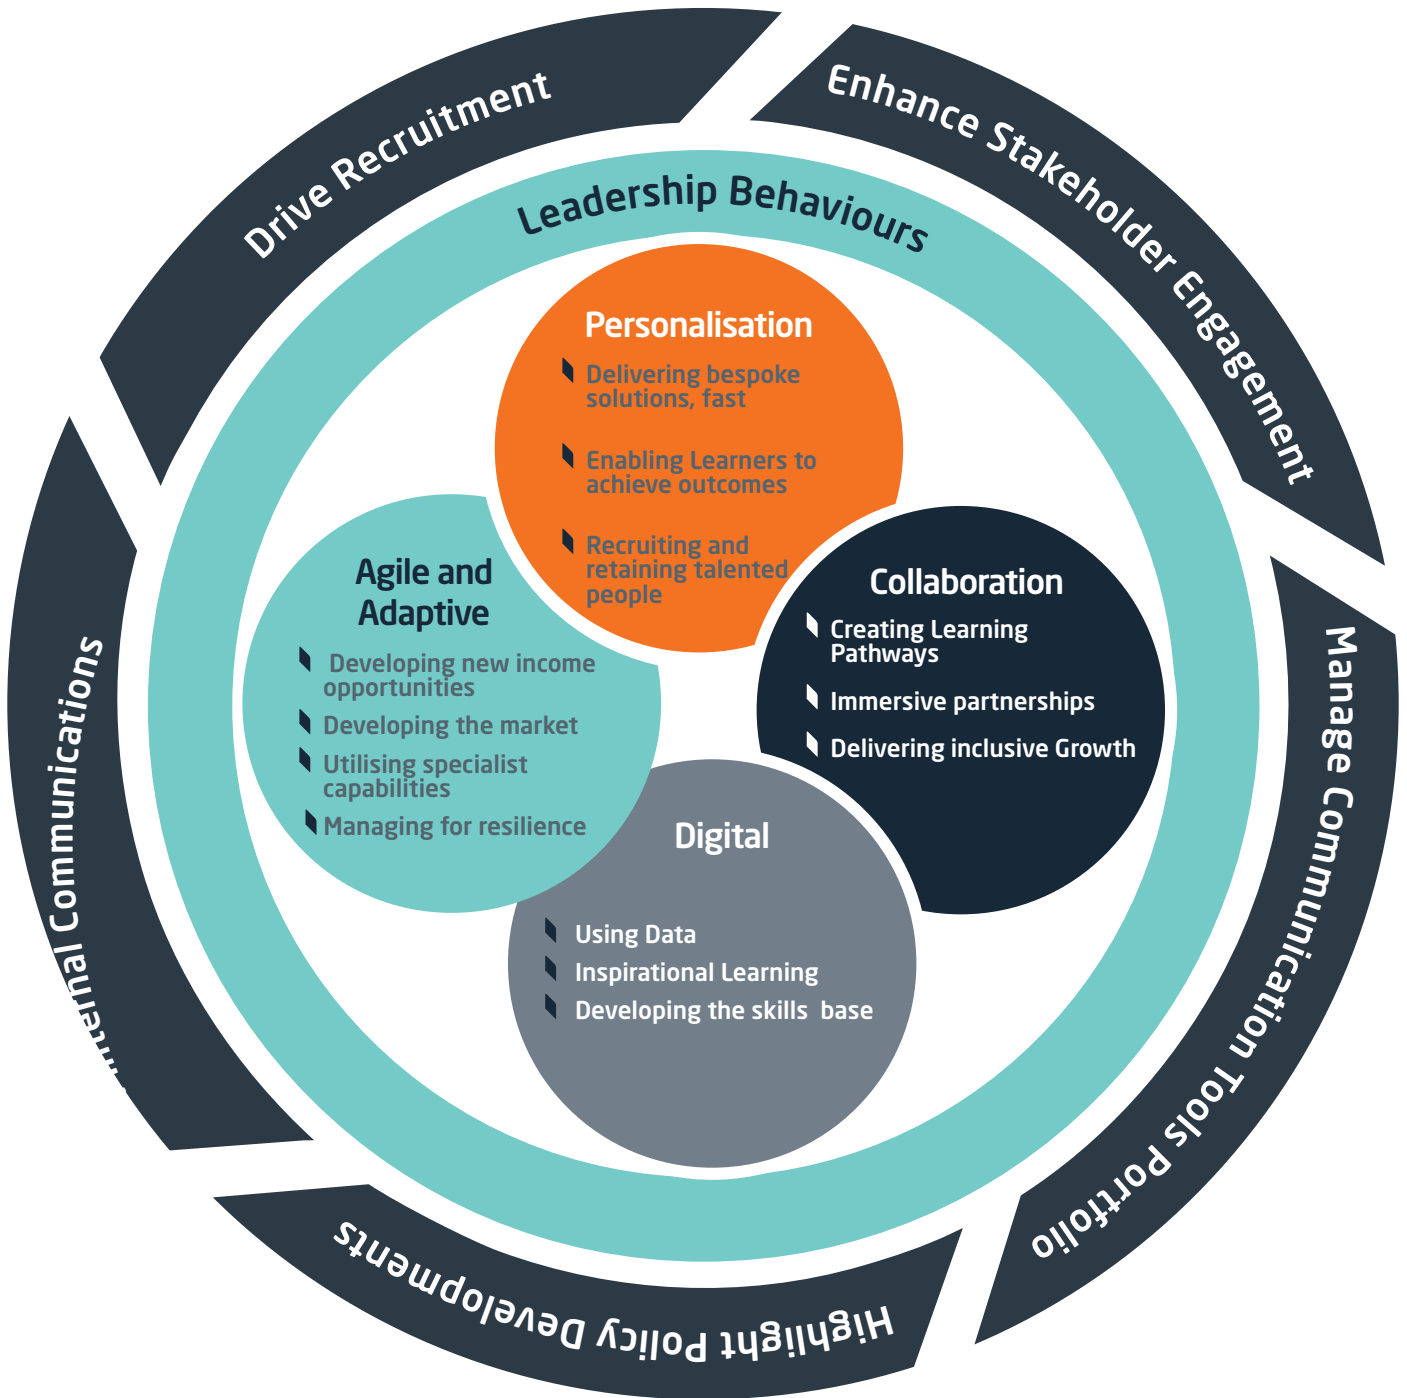 Drive Recruitment
Enhance Stakeholder Engagement
Manage Communication Tools Portfolio
Highlight Policy Developments
Internal Communications
Leadership Behaviours
Personalisation
Delivering bespoke
solutions, fast
Enabling Learners to
achieve outcomes
Recruiting and
retaining talented
people
Agile and
Adaptive
Developing new income
opportunities
Developing the market
Utilising specialist
capabilities
Managing for resilience
Collaboration
Creating Learning
Pathways
Immersive partnerships
Delivering inclusive Growth
Digital
Using Data
Inspirational Learning
Developing the skills base